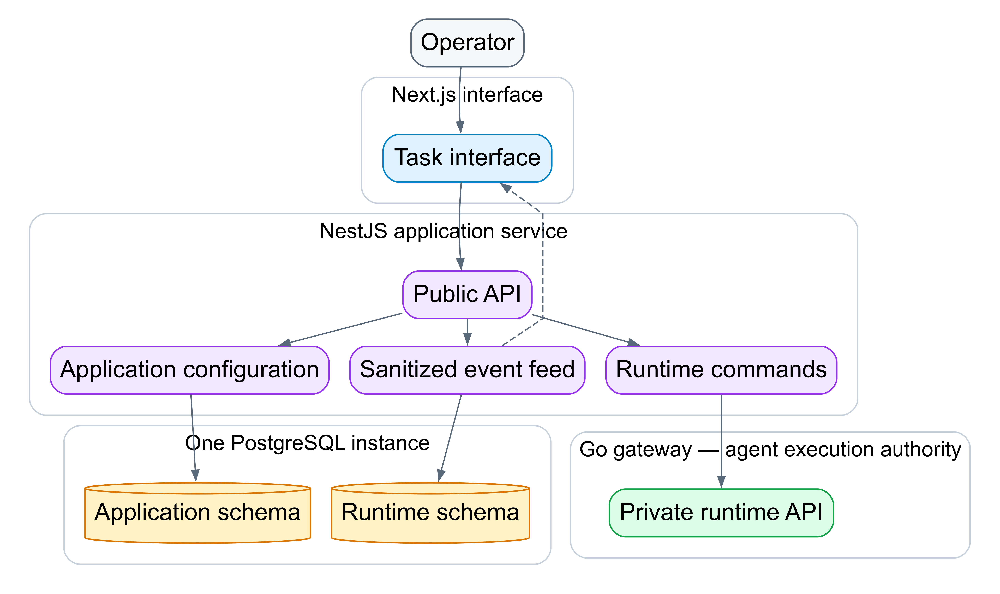 Operator
Next.js interface
Task interface
NestJS application service
Public API
Application configuration
Sanitized event feed
Runtime commands
One PostgreSQL instance
Go gateway — agent execution authority
Application schema
Runtime schema
Private runtime API